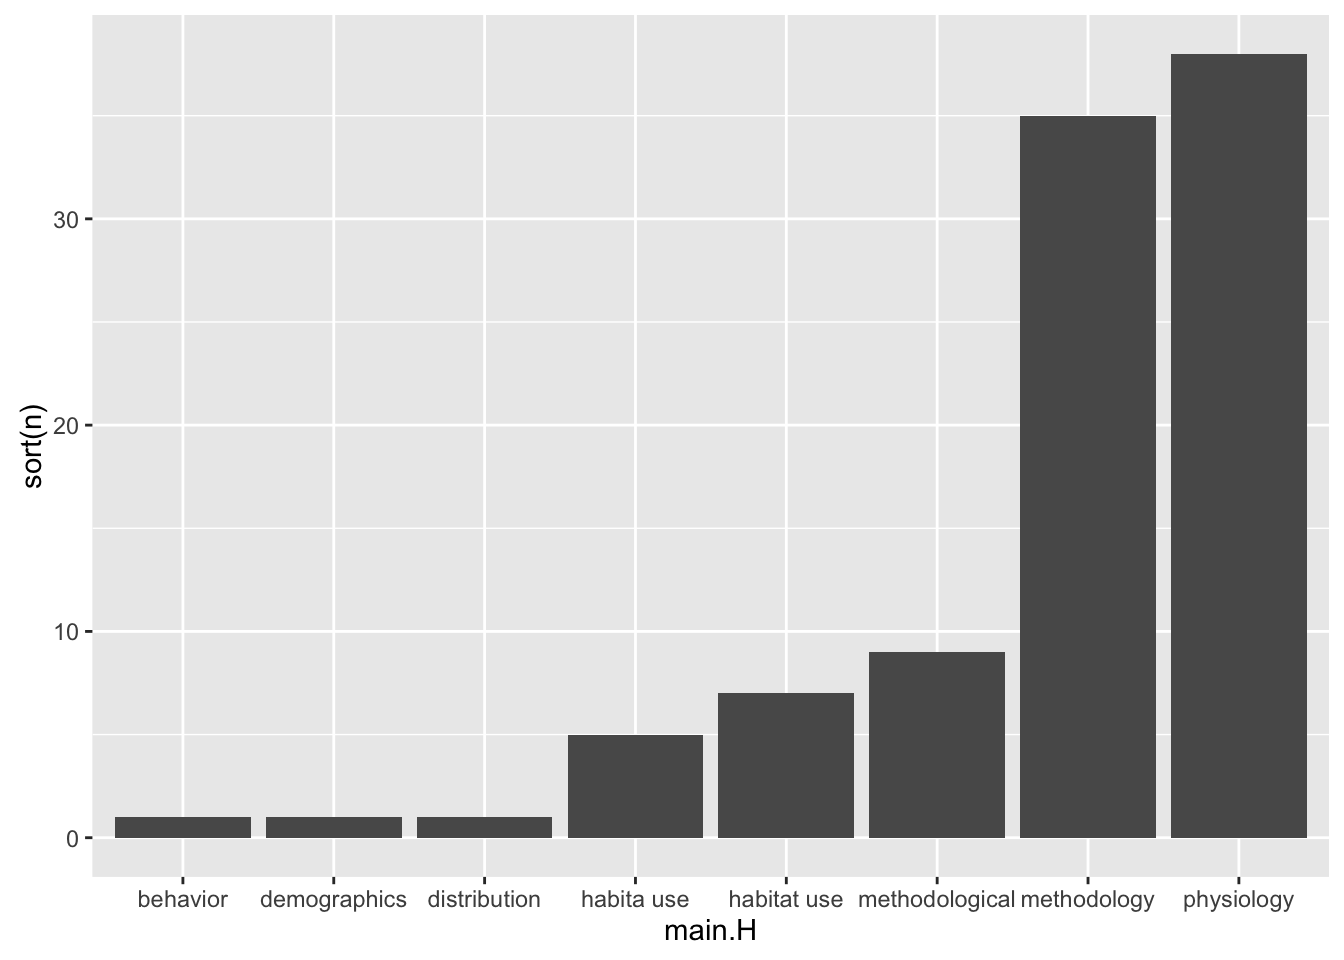 sort(n)
30
20
10
0
behavior demographics distribution habita use habitat use methodological methodology physiology
main.H